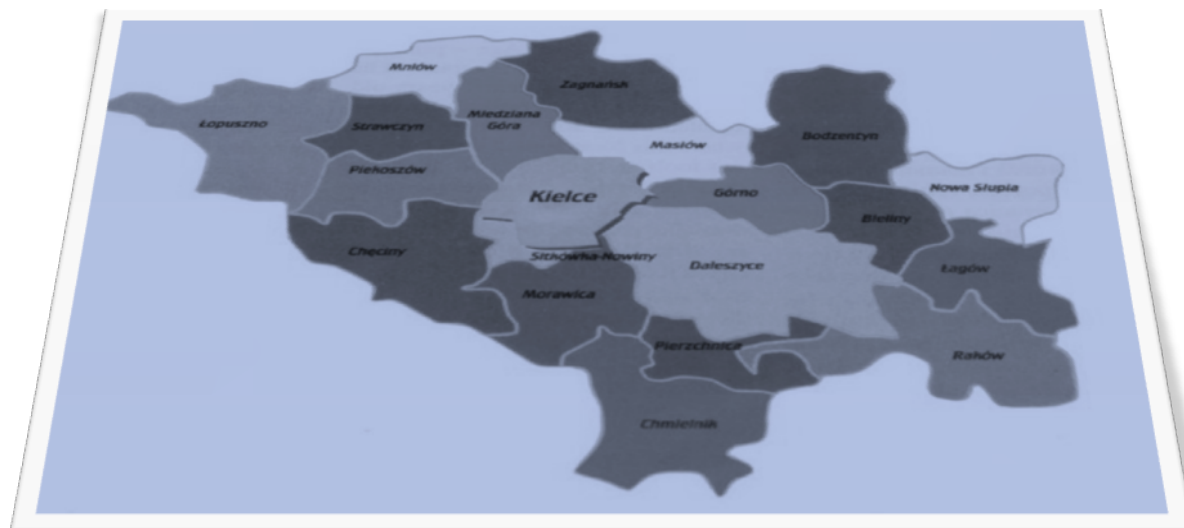 Mniów
Zagnańsk
Łopuszno
Strawczyn
Miedziana
Góra
Bodzentyn
Masłów
Piekoszów
Kielce
Górno
Nowa Słupia
Bieliny
Chęciny
Sitkówka-Nowiny
Daleszyce
Łagów
Morawica
Pierzchnica
Raków
Chmielnik